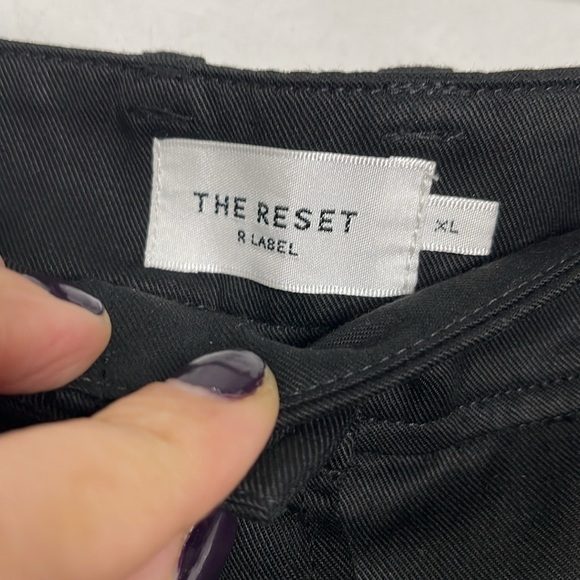 THE RESET
R LABEL
XL